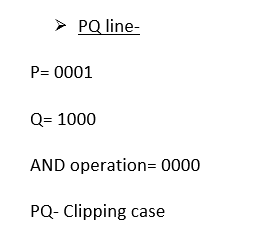 ➢ PQ line-
P= 0001
Q= 1000
AND operation= 0000
PQ- Clipping case